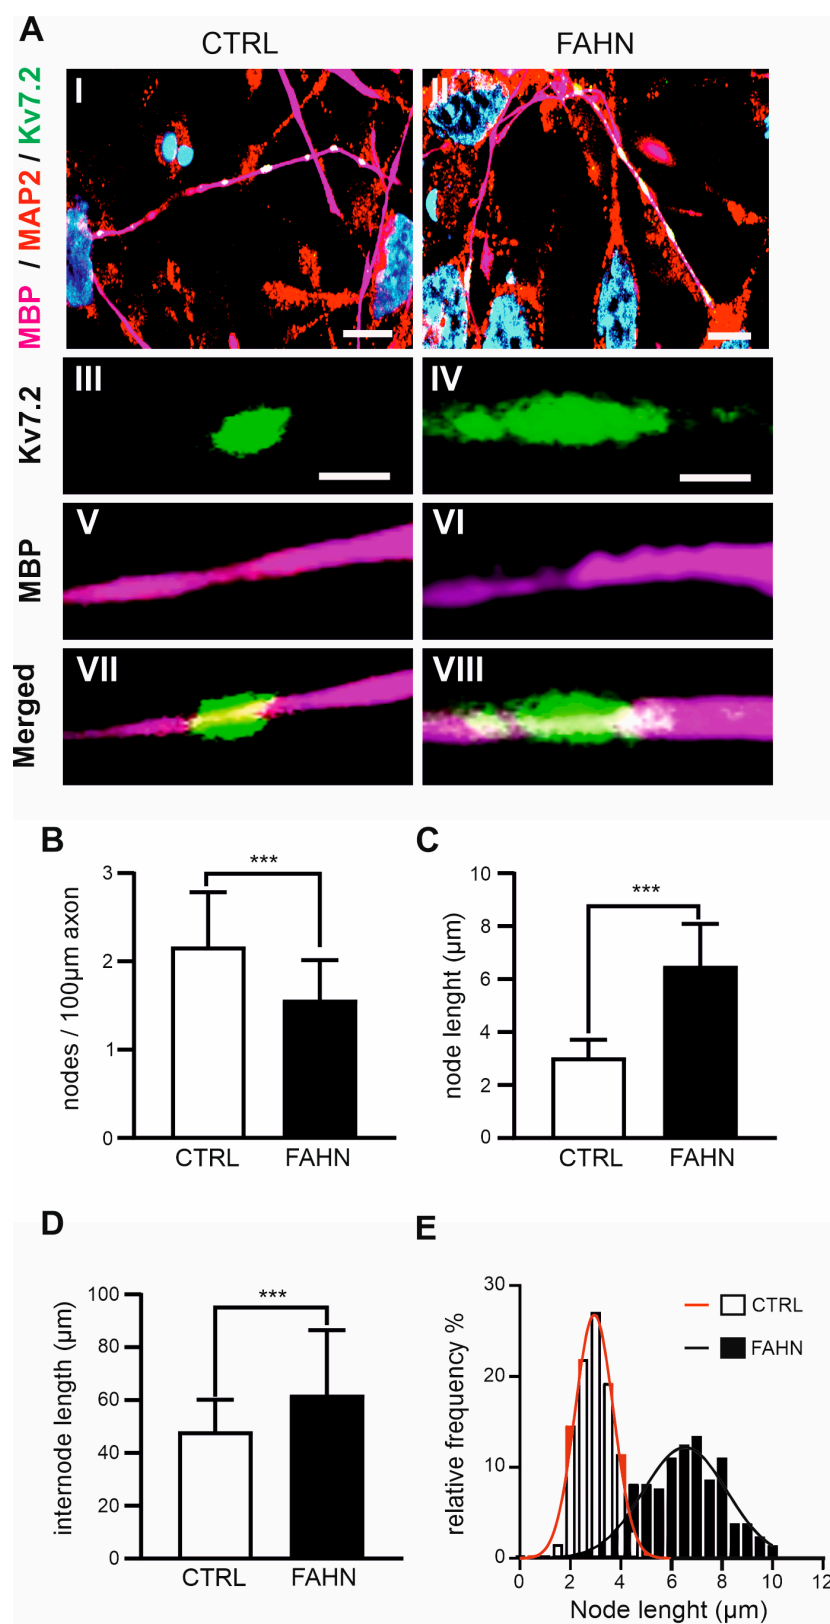 A
CTRL FAHN
MBP / MAP2 / Kv7.2
I II
Kv7.2
III IV
MBP
V VI
Merged
VII VIII
B
nodes / 100µm axon
3
2
1
0
***
CTRL FAHN
C
node lenght (µm)
10
8
6
4
2
0
***
CTRL FAHN
D
internode length (µm)
100
80
60
40
20
0
***
CTRL FAHN
E
relative frequency %
30
20
10
0
CTRL
FAHN
0 2 4 6 8 10 12
Node lenght (µm)